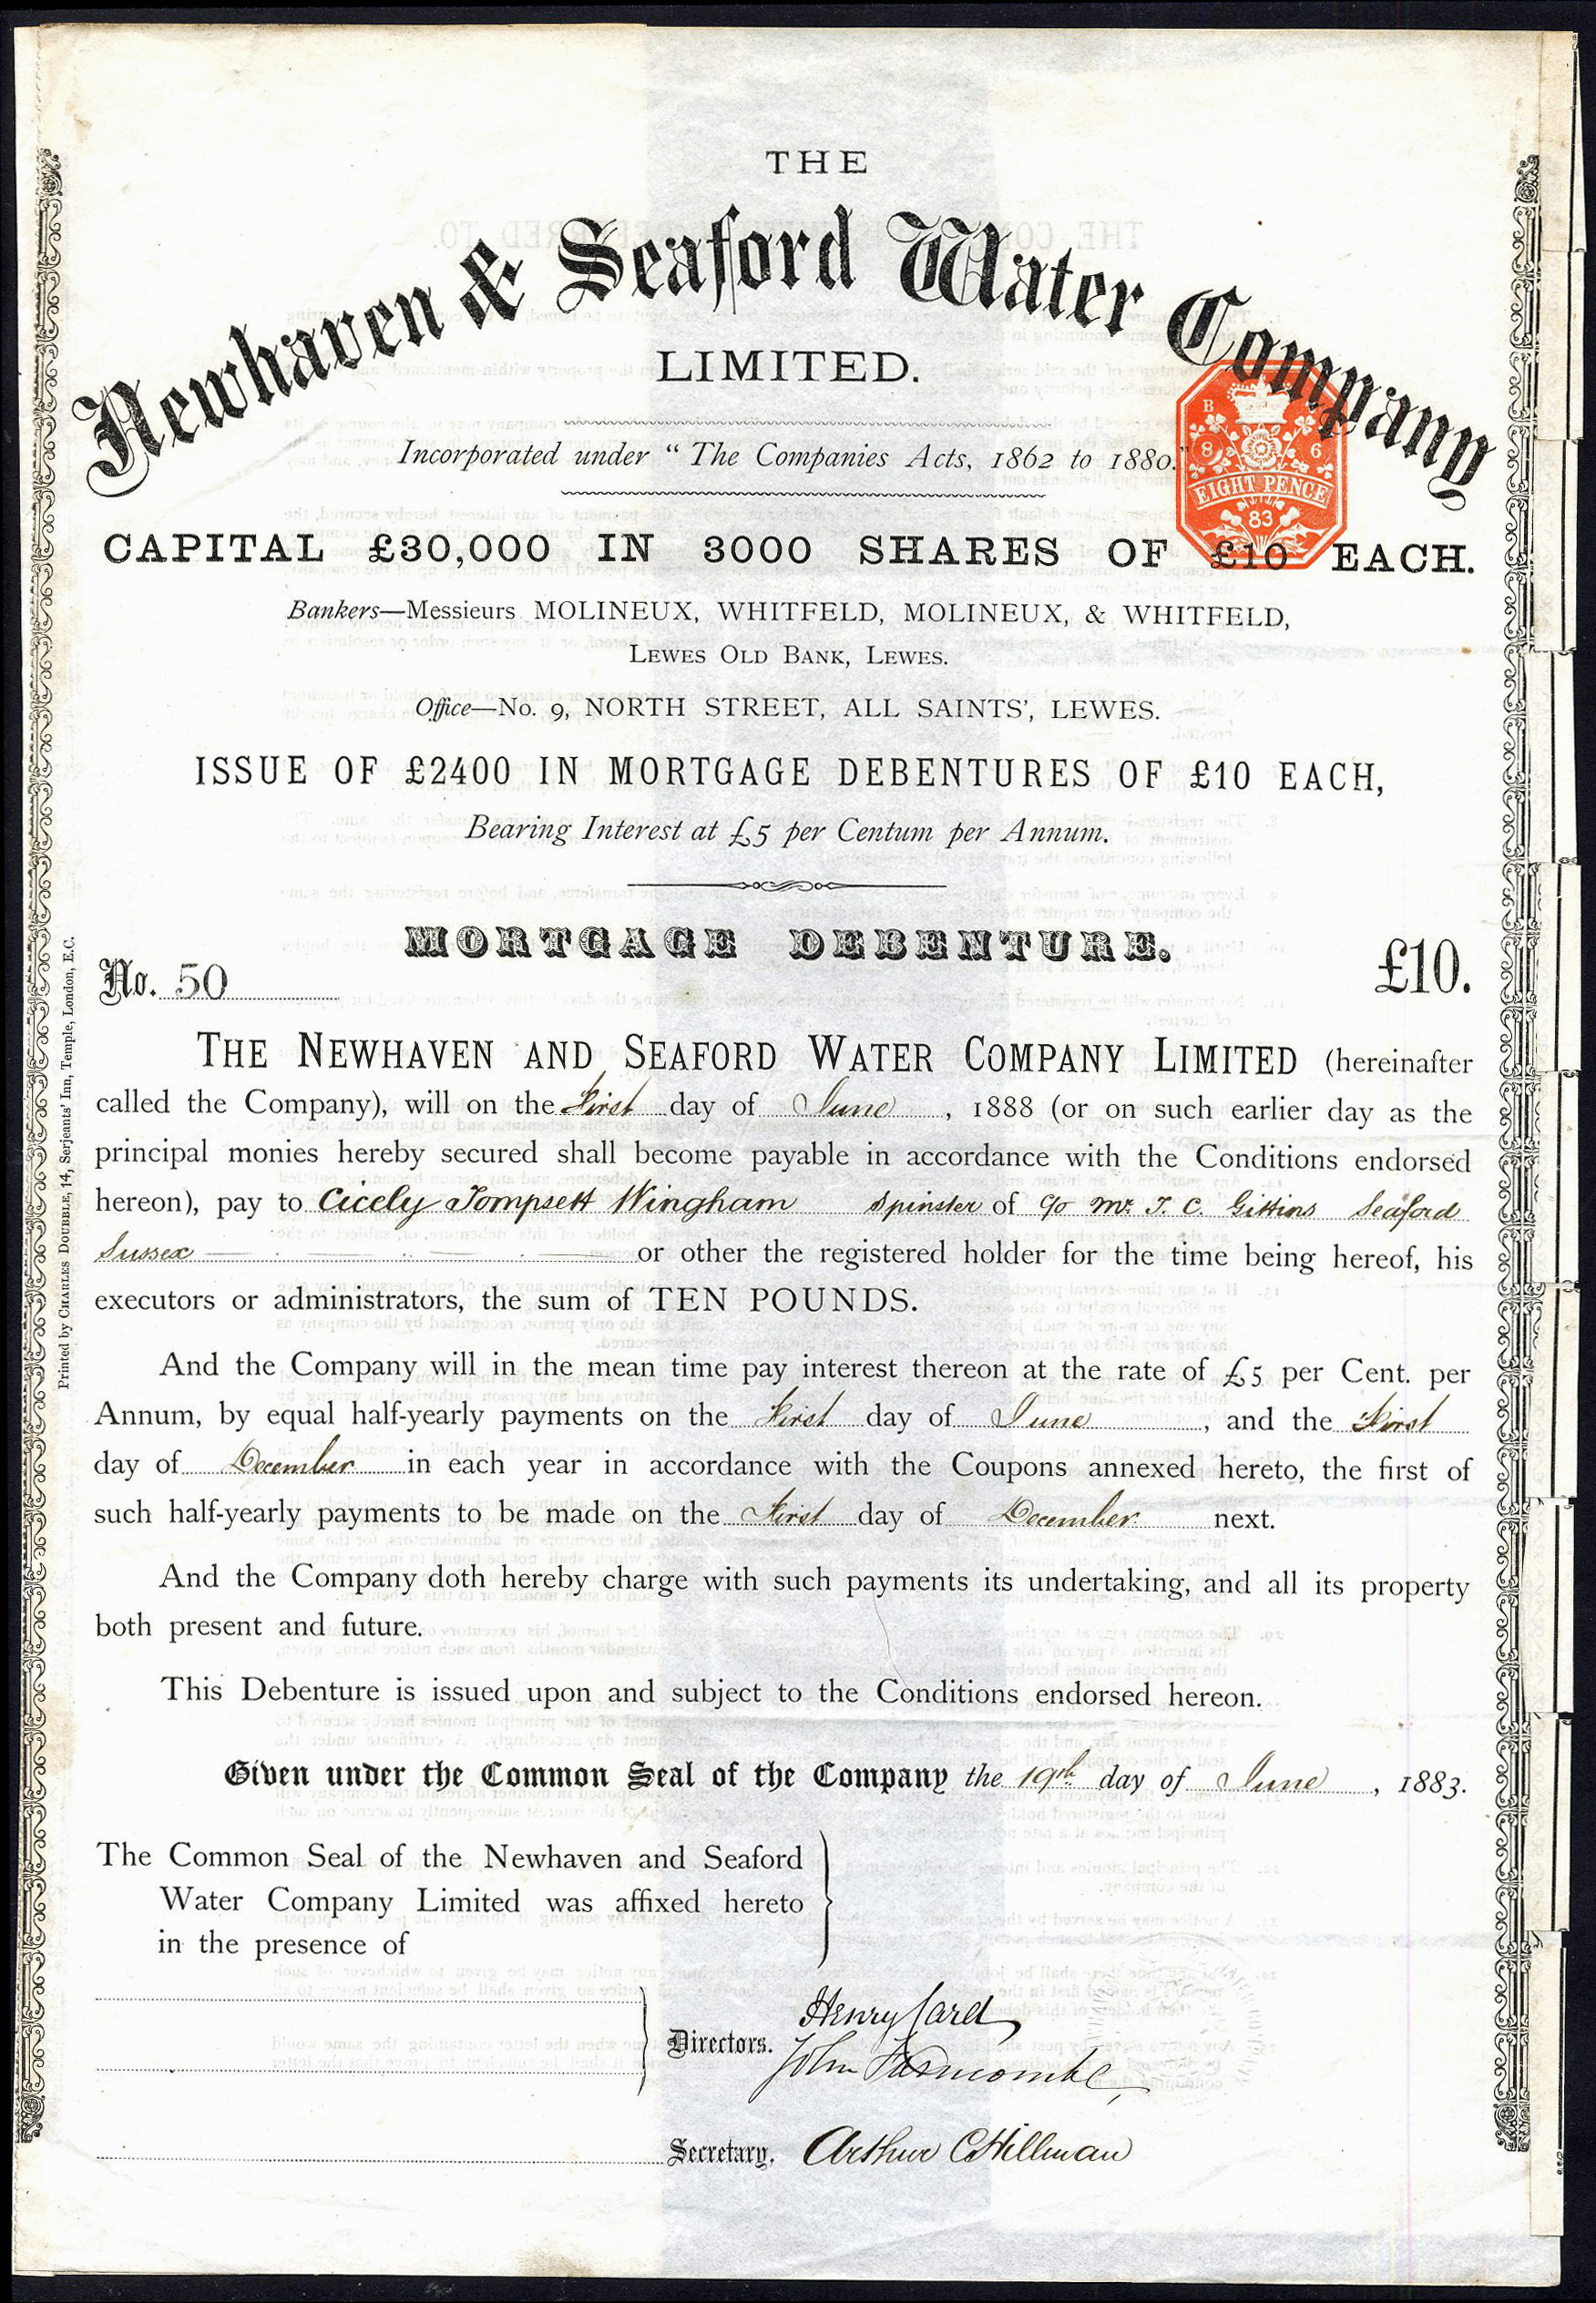 THE
Newhaven & Seaford Water Company
LIMITED.
Incorporated under “The Companies Acts, 1862 to 1880.”
B
8 6
EIGHT PENCE
83
CAPITAL £30,000 IN 3000 SHARES OF £10 EACH.
Bankers—Messieurs MOLINEUX, WHITFELD, MOLINEUX, & WHITFELD,
LEWES OLD BANK, LEWES.
Office—No. 9, NORTH STREET, ALL SAINTS’, LEWES.
ISSUE OF £2400 IN MORTGAGE DEBENTURES OF £10 EACH,
Bearing Interest at £5 per Centum per Annum.
MORTGAGE DEBENTURE.
No. 50 £10.
THE NEWHAVEN AND SEAFORD WATER COMPANY LIMITED (hereinafter
called the Company), will on the First day of June, 1888 (or on such earlier day as the
principal monies hereby secured shall become payable in accordance with the Conditions endorsed
hereon), pay to Cicely Tompsett Wingham Spinster of c/o Mr. T. C. Gittins Seaford
Sussex or other the registered holder for the time being hereof, his
executors or administrators, the sum of TEN POUNDS.
And the Company will in the mean time pay interest thereon at the rate of £5 per Cent. per
Annum, by equal half-yearly payments on the First day of June, and the First
day of December in each year in accordance with the Coupons annexed hereto, the first of
such half-yearly payments to be made on the First day of December next.
And the Company doth hereby charge with such payments its undertaking, and all its property
both present and future.
This Debenture is issued upon and subject to the Conditions endorsed hereon.
Given under the Common Seal of the Company the 19th day of June, 1883.
The Common Seal of the Newhaven and Seaford
Water Company Limited was affixed hereto
in the presence of
Henry Card
Directors.
John Farncombe
Secretary. Arthur C Hillman
Printed by CHARLES DOUBLE, 14, Serjeants’ Inn, Temple, London, E.C.